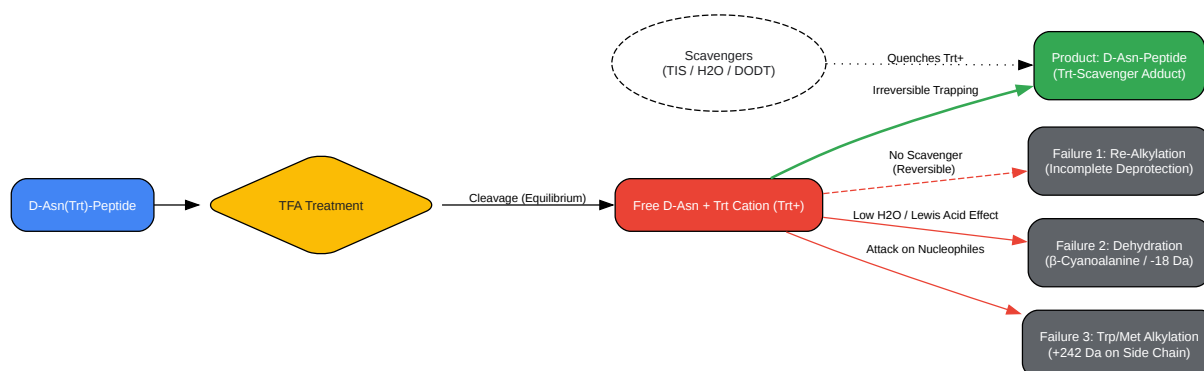 Scavengers
(TIS / H2O / DODT)
Quenches Trt+
Product: D-Asn-Peptide
(Trt-Scavenger Adduct)
Irreversible Trapping
No Scavenger
(Reversible)
Failure 1: Re-Alkylation
(Incomplete Deprotection)
D-Asn(Trt)-Peptide
TFA Treatment
Cleavage (Equilibrium)
Free D-Asn + Trt Cation (Trt+)
Low H2O / Lewis Acid Effect
Failure 2: Dehydration
(β-Cyanoalanine / -18 Da)
Attack on Nucleophiles
Failure 3: Trp/Met Alkylation
(+242 Da on Side Chain)